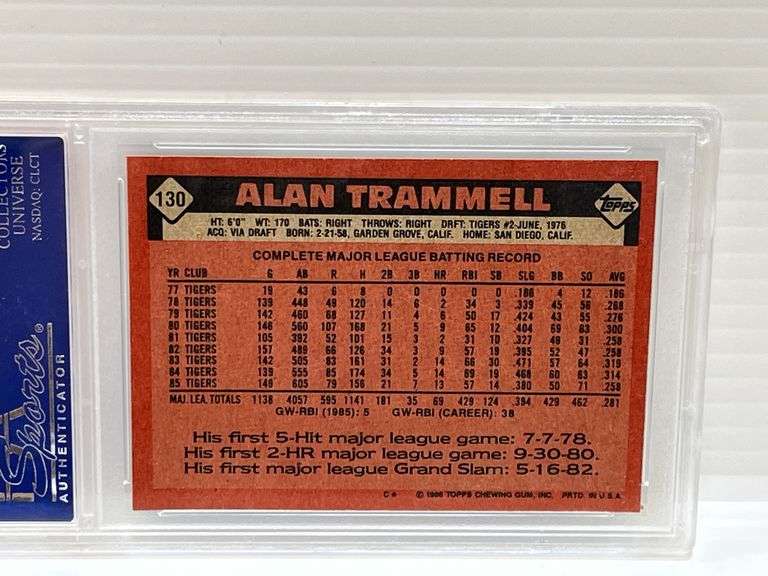 COLLECTORS
UNIVERSE
NASDAQ: CLCT
Sports®
AUTHENTICATOR
130
ALAN TRAMMELL
TOPPS
HT: 6'0" WT: 170 BATS: RIGHT THROWS: RIGHT DRFT: TIGERS #2-JUNE, 1976
ACQ: VIA DRAFT BORN: 2-21-58, GARDEN GROVE, CALIF. HOME: SAN DIEGO, CALIF.
COMPLETE MAJOR LEAGUE BATTING RECORD
YR CLUB G AB R H 2B 3B HR RBI SB SLG BB SO AVG
77 TIGERS 19 43 6 8 0 0 0 0 0 .186 4 12 .186
78 TIGERS 139 448 49 120 14 6 2 34 3 .339 45 56 .268
79 TIGERS 142 460 68 127 11 4 6 50 17 .424 43 55 .276
80 TIGERS 146 560 107 168 21 5 9 65 12 .404 69 63 .300
81 TIGERS 105 392 52 101 15 3 2 31 10 .327 49 31 .258
82 TIGERS 157 489 66 126 34 3 9 57 19 .395 52 47 .258
83 TIGERS 142 505 83 161 31 2 14 66 30 .471 57 64 .319
84 TIGERS 139 555 85 174 34 5 14 69 19 .468 60 63 .314
85 TIGERS 149 605 79 156 21 7 13 57 14 .380 50 71 .258
MAJ. LEA. TOTALS 1138 4057 595 1141 181 35 69 429 124 .394 429 462 .281
GW-RBI (1985): 5 GW-RBI (CAREER): 38
His first 5-Hit major league game: 7-7-78.
His first 2-HR major league game: 9-30-80.
His first major league Grand Slam: 5-16-82.
C* © 1986 TOPPS CHEWING GUM, INC. PRTD. IN U.S.A.